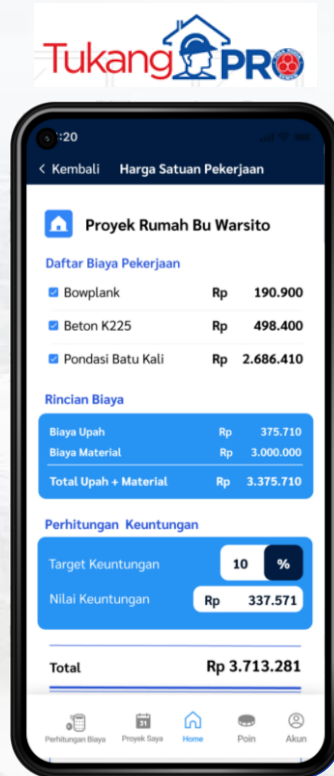 Tukang PRO
:20
< Kembali Harga Satuan Pekerjaan
Proyek Rumah Bu Warsito
Daftar Biaya Pekerjaan
Bowplank Rp 190.900
Beton K225 Rp 498.400
Pondasi Batu Kali Rp 2.686.410
Rincian Biaya
Biaya Upah Rp 375.710
Biaya Material Rp 3.000.000
Total Upah + Material Rp 3.375.710
Perhitungan Keuntungan
Target Keuntungan 10 %
Nilai Keuntungan Rp 337.571
Total Rp 3.713.281
31
Perhitungan Biaya Proyek Saya Home Poin Akun